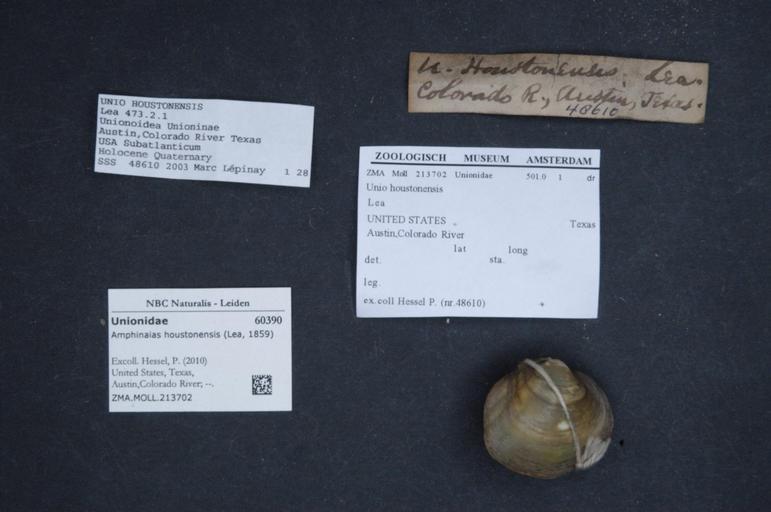 U. Houstonensis. Lea.
Colorado R., Austin, Texas.
48610
UNIO HOUSTONENSIS
Lea 473.2.1
Unionoidea Unioninae
Austin,Colorado River Texas
USA Subatlanticum
Holocene Quaternary
SSS 48610 2003 Marc Lépinay 1 28
ZOOLOGISCH MUSEUM AMSTERDAM
ZMA Moll 213702 Unionidae 501.0 1 dr
Unio houstonensis
Lea
UNITED STATES Texas
Austin,Colorado River
lat long
det. sta.
leg.
ex.coll Hessel P. (nr.48610)
NBC Naturalis - Leiden
Unionidae 60390
Amphinaias houstonensis (Lea, 1859)
Excoll. Hessel, P. (2010)
United States, Texas,
Austin,Colorado River; --.
ZMA.MOLL.213702